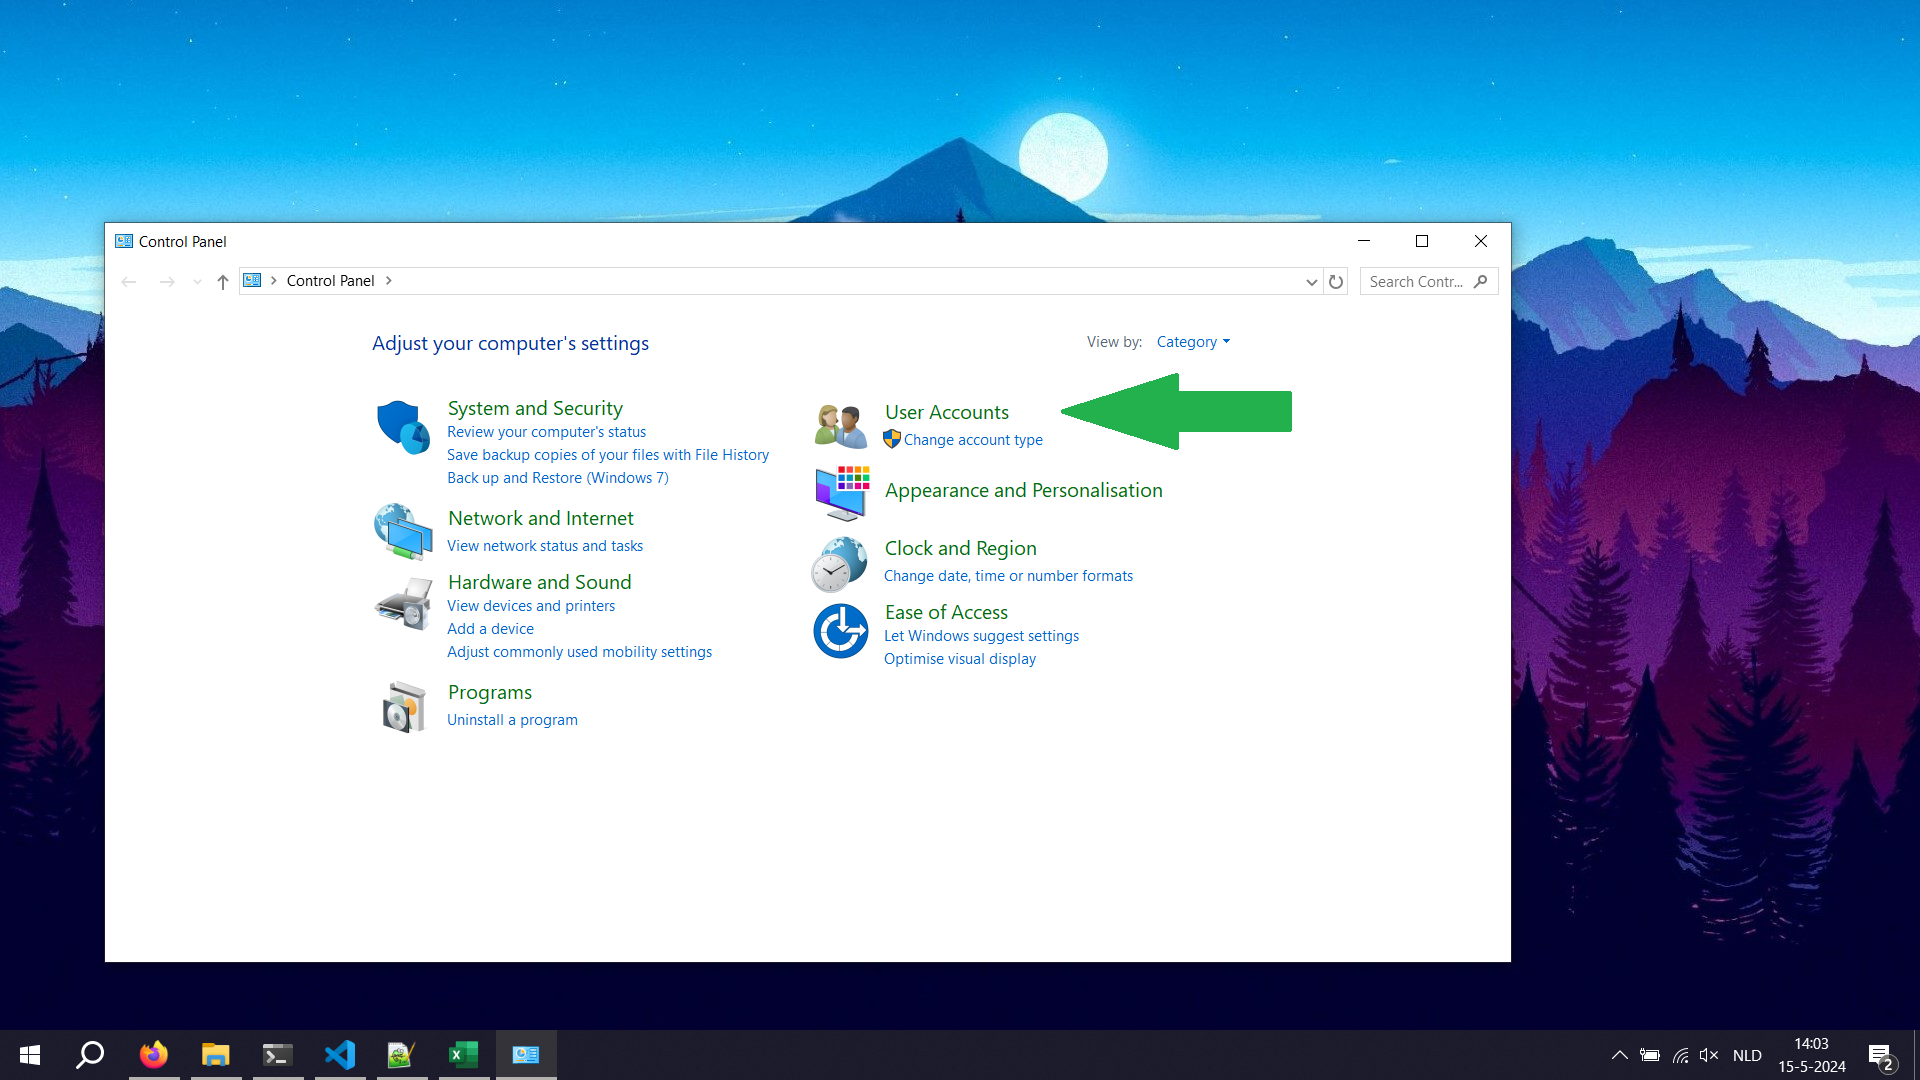 Control Panel
Control Panel
Search Contr...
Adjust your computer's settings
View by: Category
System and Security
Review your computer's status
Save backup copies of your files with File History
Back up and Restore (Windows 7)
Network and Internet
View network status and tasks
Hardware and Sound
View devices and printers
Add a device
Adjust commonly used mobility settings
Programs
Uninstall a program
User Accounts
Change account type
Appearance and Personalisation
Clock and Region
Change date, time or number formats
Ease of Access
Let Windows suggest settings
Optimise visual display
NLD
14:03
15-5-2024
2